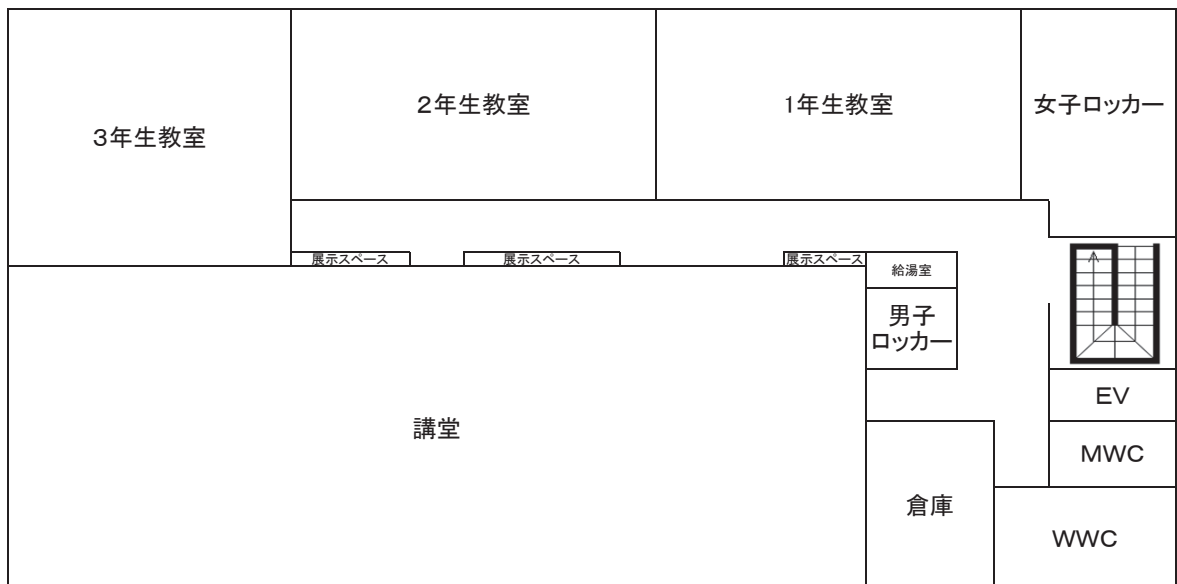 3年生教室
2年生教室
1年生教室
女子ロッカー
展示スペース
展示スペース
展示スペース
給湯室
男子
ロッカー
EV
講堂
MWC
倉庫
WWC